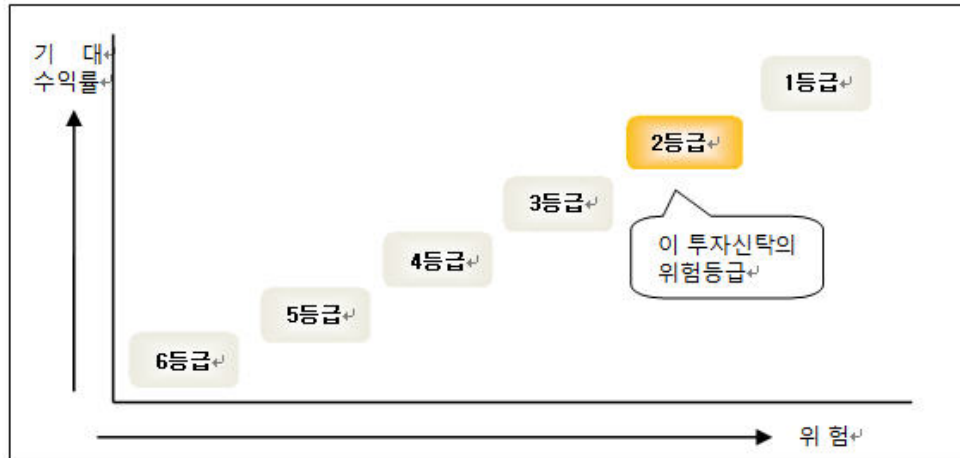 기 대
수익률
1등급
2등급
3등급
이 투자신탁의
위험등급
4등급
5등급
6등급
위 험